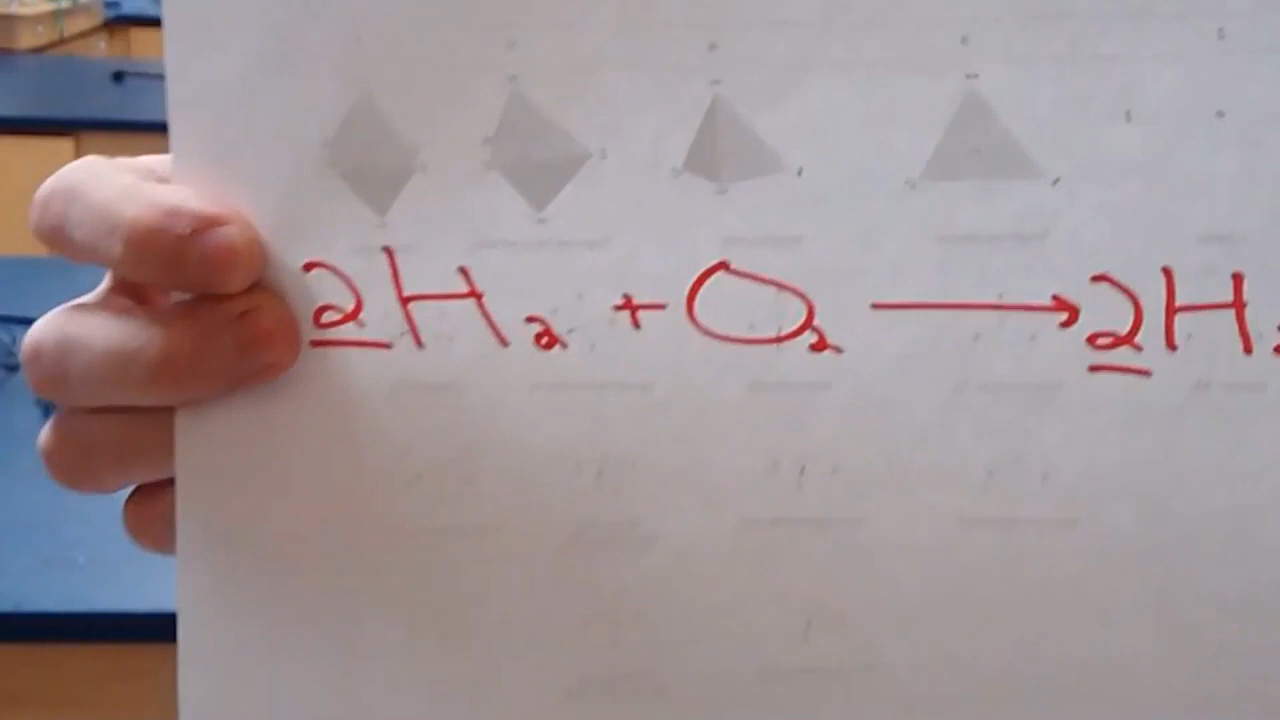 2H₂ + O₂ → 2H